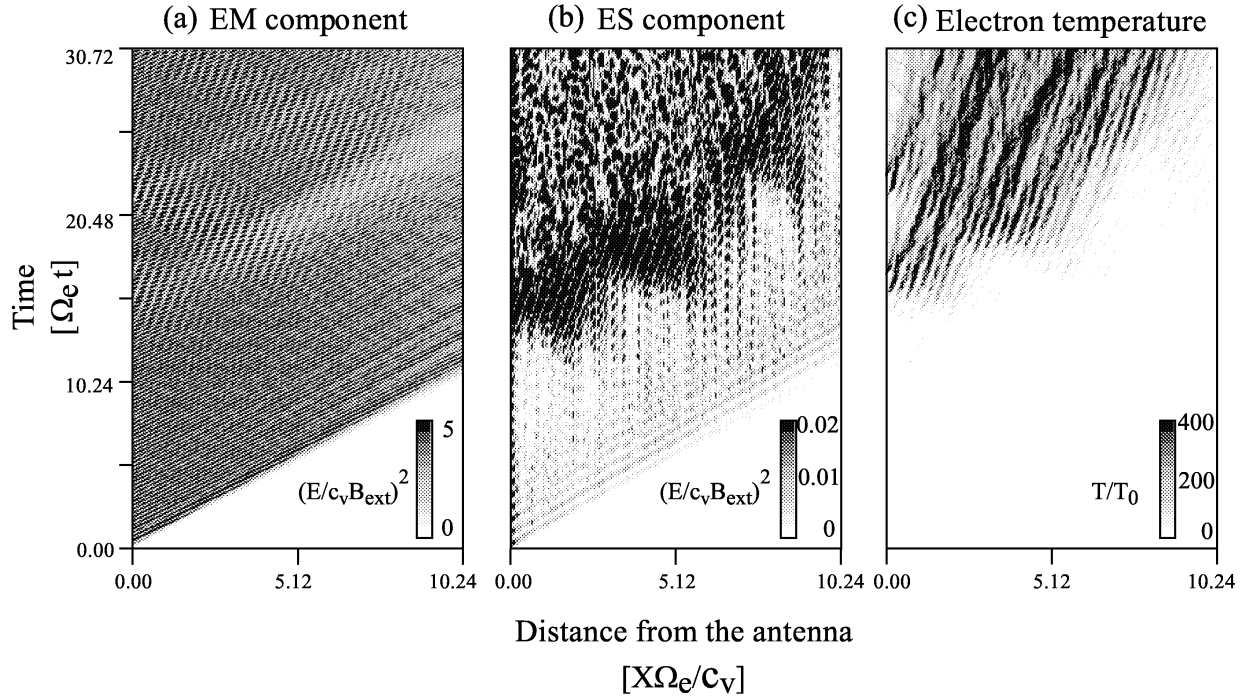 (a) EM component
(b) ES component
(c) Electron temperature
30.72
20.48
10.24
0.00
Time
[Ωe t]
5
0
(E/cvBext)2
0.02
0.01
0
(E/cvBext)2
400
200
0
T/T0
0.00 5.12 10.24
0.00 5.12 10.24
0.00 5.12 10.24
Distance from the antenna
[XΩe/cv]